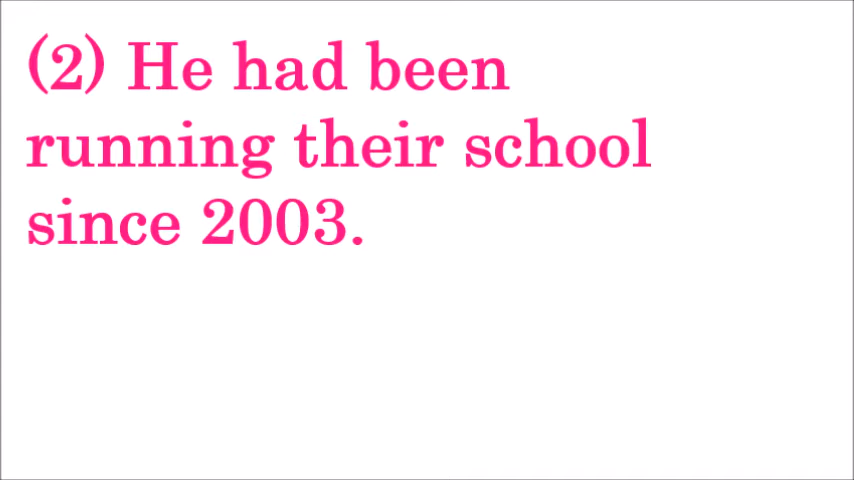 (2) He had been
running their school
since 2003.